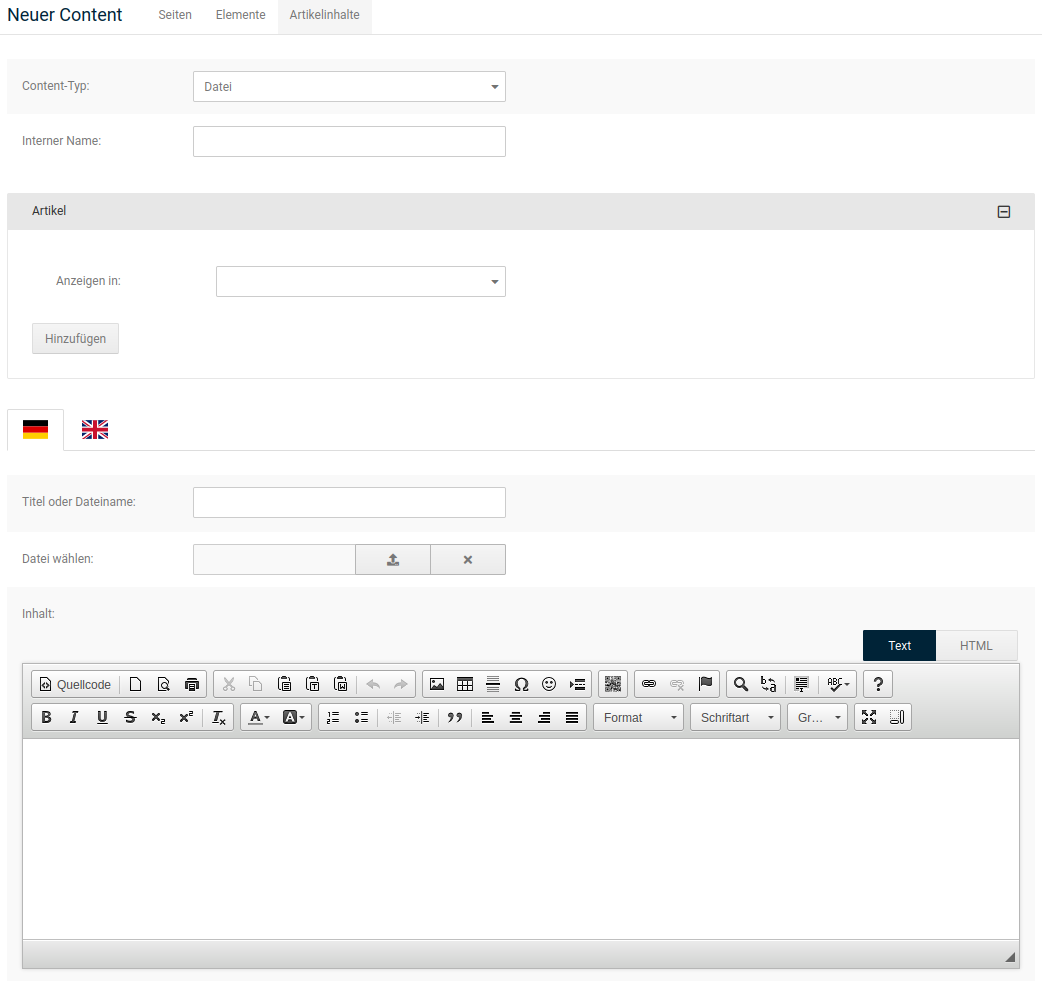 Neuer Content Seiten Elemente Artikelinhalte
Content-Typ: Datei
Interner Name:
Artikel
Anzeigen in:
Hinzufügen
Titel oder Dateiname:
Datei wählen:
Inhalt:
Text HTML
Quellcode
Format Schriftart Gr...